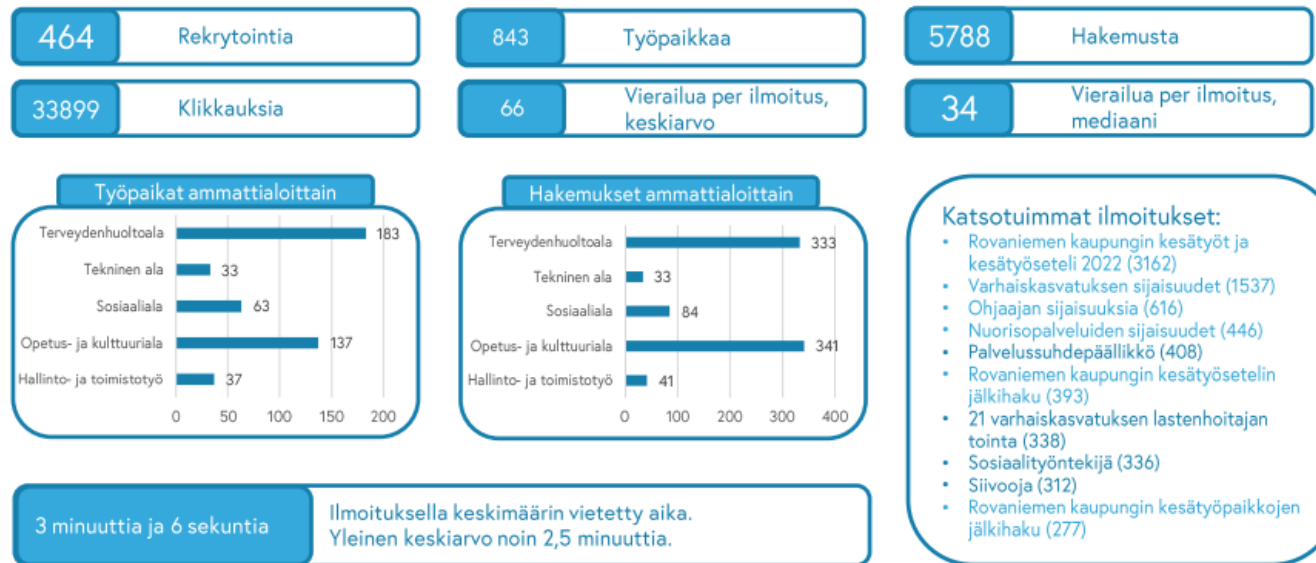 464 Rekrytointia
843 Työpaikkaa
5788 Hakemusta
33899 Klikkauksia
66 Vierailua per ilmoitus,
keskiarvo
34 Vierailua per ilmoitus,
mediaani
Työpaikat ammattialoittain
Terveydenhuoltoala 183
Tekninen ala 33
Sosiaaliala 63
Opetus- ja kulttuuriala 137
Hallinto- ja toimistotyö 37
0 50 100 150 200
Hakemukset ammattialoittain
Terveydenhuoltoala 333
Tekninen ala 33
Sosiaaliala 84
Opetus- ja kulttuuriala 341
Hallinto- ja toimistotyö 41
0 100 200 300 400
Katsotuimmat ilmoitukset:
• Rovaniemen kaupungin kesätyöt ja
kesätyöseteli 2022 (3162)
• Varhaiskasvatuksen sijaisuudet (1537)
• Ohjaajan sijaisuuksia (616)
• Nuorisopalveluiden sijaisuudet (446)
• Palvelussuhdepäällikkö (408)
• Rovaniemen kaupungin kesätyösetelin
jälkihaku (393)
• 21 varhaiskasvatuksen lastenhoitajan
tointa (338)
• Sosiaalityöntekijä (336)
• Siivooja (312)
• Rovaniemen kaupungin kesätyöpaikkojen
jälkihaku (277)
3 minuuttia ja 6 sekuntia
Ilmoituksella keskimäärin vietetty aika.
Yleinen keskiarvo noin 2,5 minuuttia.